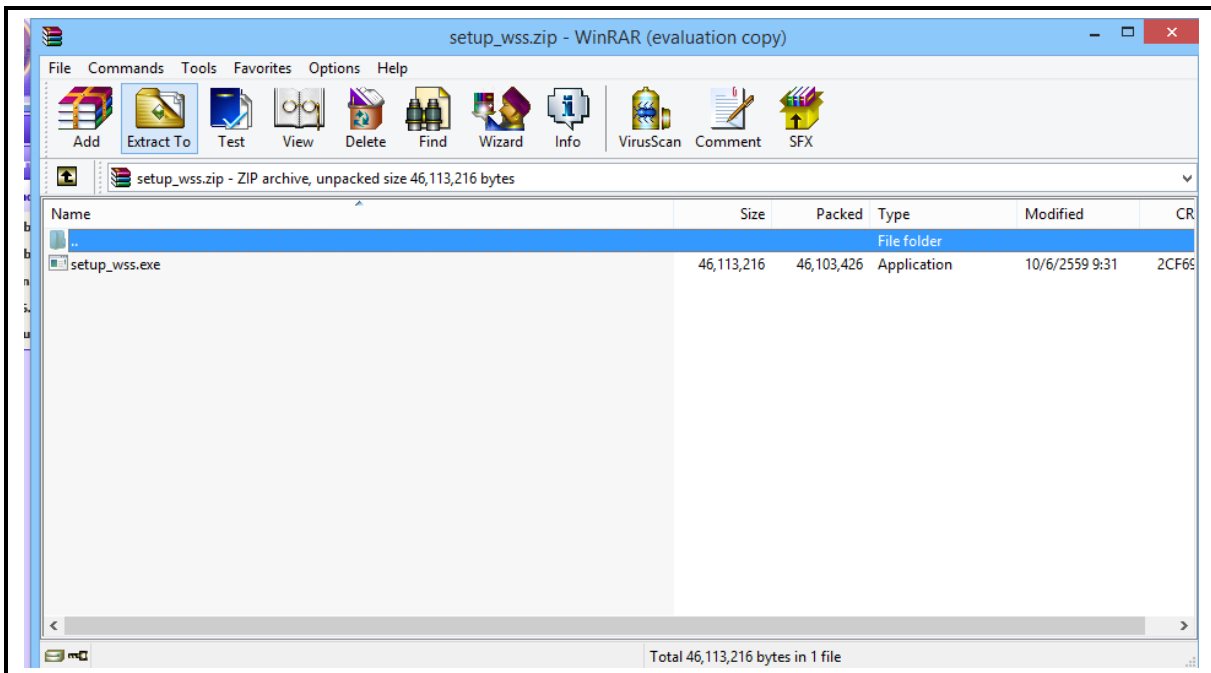 setup_wss.zip - WinRAR (evaluation copy)
File Commands Tools Favorites Options Help
Add Extract To Test View Delete Find Wizard Info VirusScan Comment SFX
setup_wss.zip - ZIP archive, unpacked size 46,113,216 bytes
Name Size Packed Type Modified CR
.. File folder
setup_wss.exe 46,113,216 46,103,426 Application 10/6/2559 9:31 2CF69
Total 46,113,216 bytes in 1 file